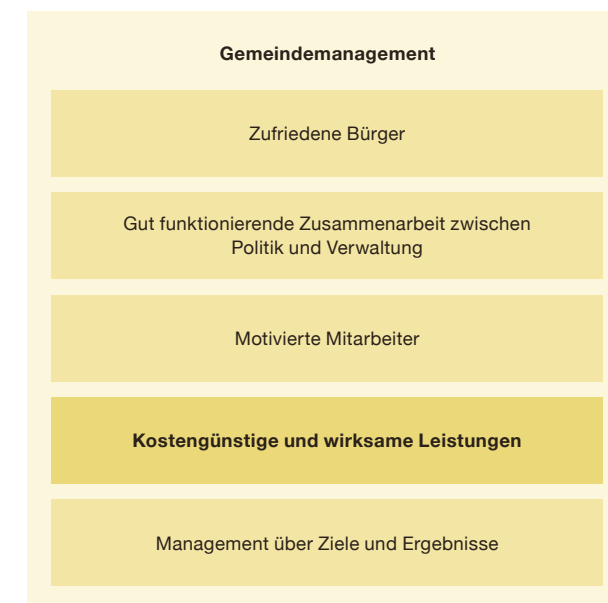 Gemeindemanagement
Zufriedene Bürger
Gut funktionierende Zusammenarbeit zwischen
Politik und Verwaltung
Motivierte Mitarbeiter
Kostengünstige und wirksame Leistungen
Management über Ziele und Ergebnisse